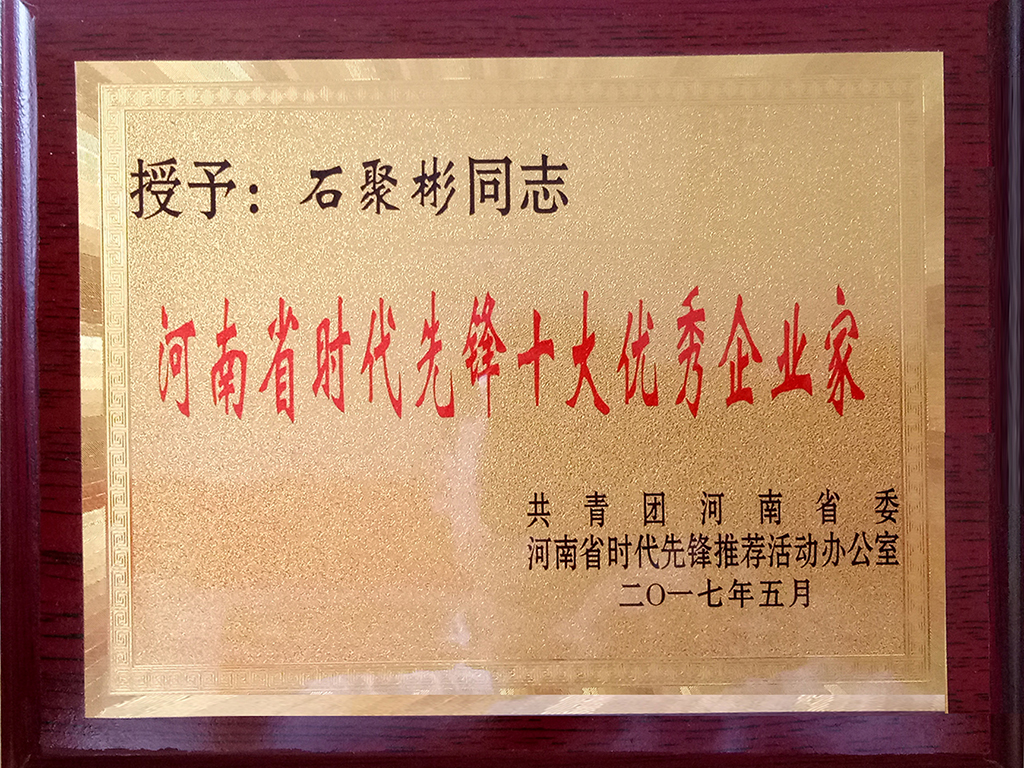 授予：石聚彬同志
河南省时代先锋十大优秀企业家
共青团河南省委
河南省时代先锋推荐活动办公室
二〇一七年五月